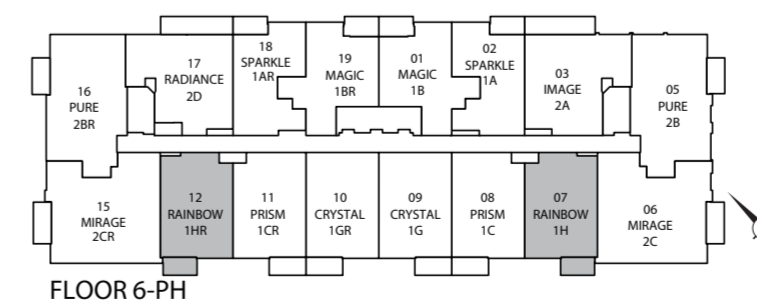 16
PURE
2BR
17
RADIANCE
2D
18
SPARKLE
1AR
19
MAGIC
1BR
01
MAGIC
1B
02
SPARKLE
1A
03
IMAGE
2A
05
PURE
2B
15
MIRAGE
2CR
12
RAINBOW
1HR
11
PRISM
1CR
10
CRYSTAL
1GR
09
CRYSTAL
1G
08
PRISM
1C
07
RAINBOW
1H
06
MIRAGE
2C
FLOOR 6-PH